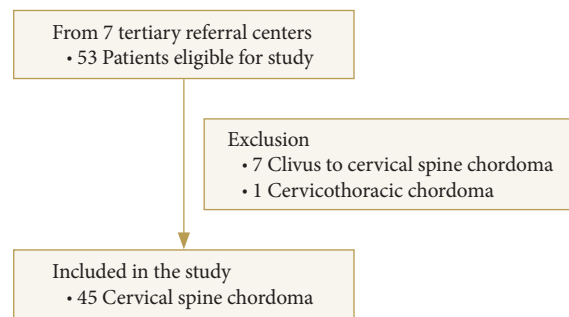 From 7 tertiary referral centers
• 53 Patients eligible for study
Exclusion
• 7 Clivus to cervical spine chordoma
• 1 Cervicothoracic chordoma
Included in the study
• 45 Cervical spine chordoma